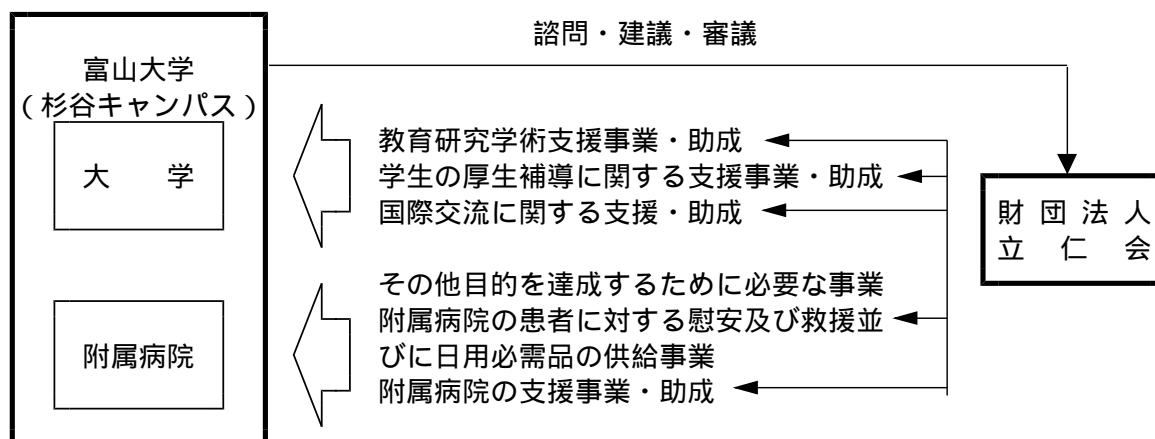 諮問・建議・審議
富山大学
(杉谷キャンパス)
大　学
附属病院
教育研究学術支援事業・助成
学生の厚生補導に関する支援事業・助成
国際交流に関する支援・助成
その他目的を達成するために必要な事業
附属病院の患者に対する慰安及び救援並
びに日用必需品の供給事業
附属病院の支援事業・助成
財団法人
立仁会